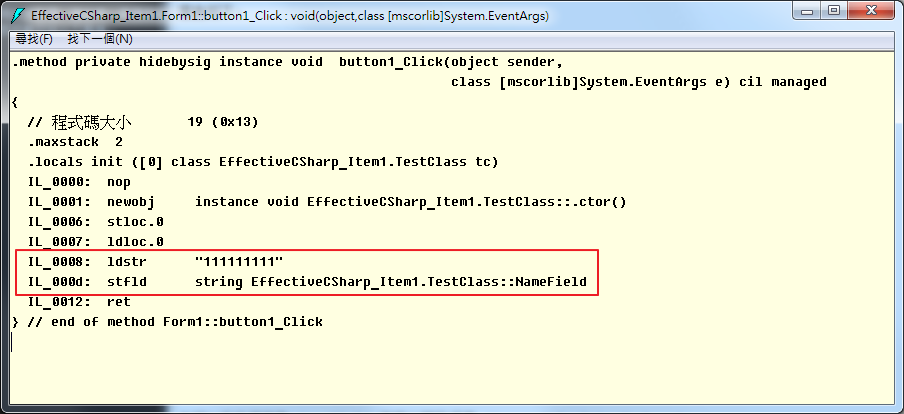 EffectiveCSharp_Item1.Form1::button1_Click : void(object,class [mscorlib]System.EventArgs)
尋找(F) 找下一個(N)
.method private hidebysig instance void  button1_Click(object sender,
                                                      class [mscorlib]System.EventArgs e) cil managed
{
  // 程式碼大小       19 (0x13)
  .maxstack  2
  .locals init ([0] class EffectiveCSharp_Item1.TestClass tc)
  IL_0000:  nop
  IL_0001:  newobj     instance void EffectiveCSharp_Item1.TestClass::.ctor()
  IL_0006:  stloc.0
  IL_0007:  ldloc.0
  IL_0008:  ldstr      "111111111"
  IL_000d:  stfld      string EffectiveCSharp_Item1.TestClass::NameField
  IL_0012:  ret
} // end of method Form1::button1_Click